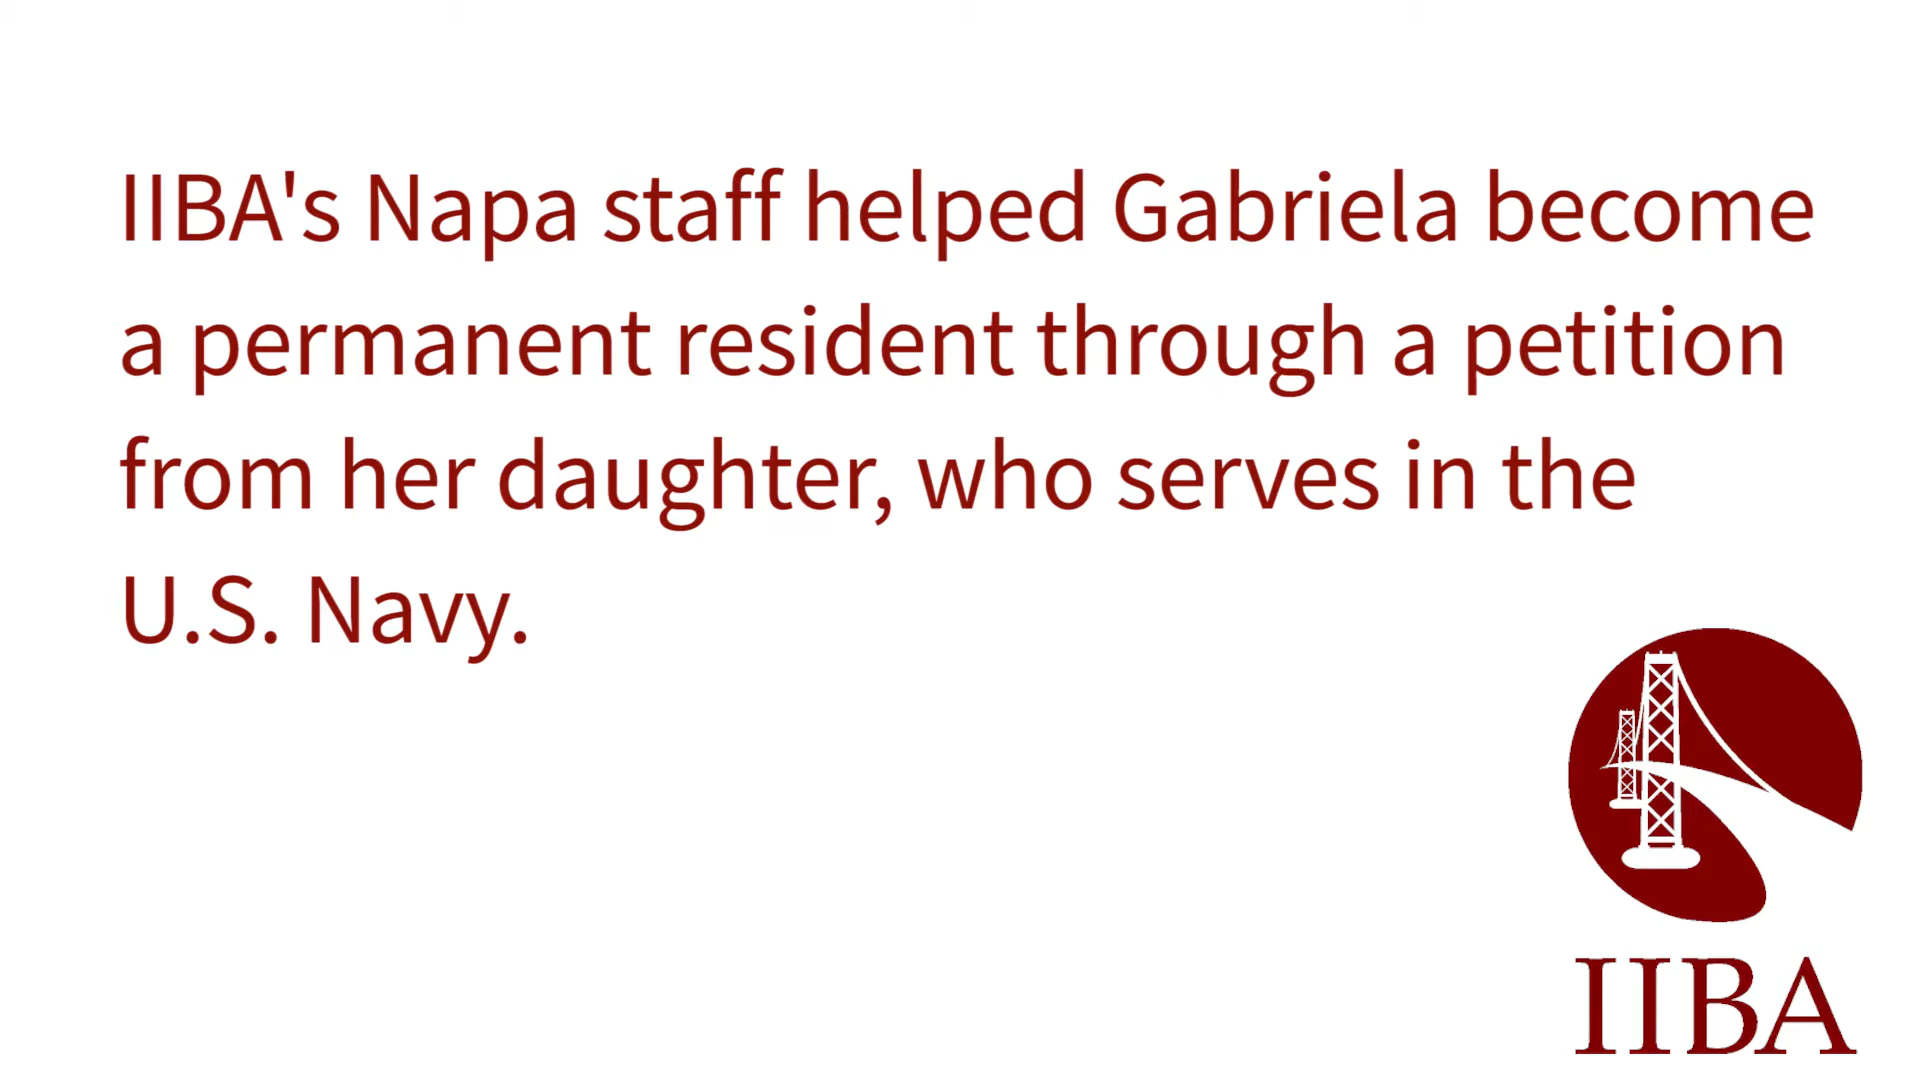 IIBA's Napa staff helped Gabriela become
a permanent resident through a petition
from her daughter, who serves in the
U.S. Navy.
IIBA